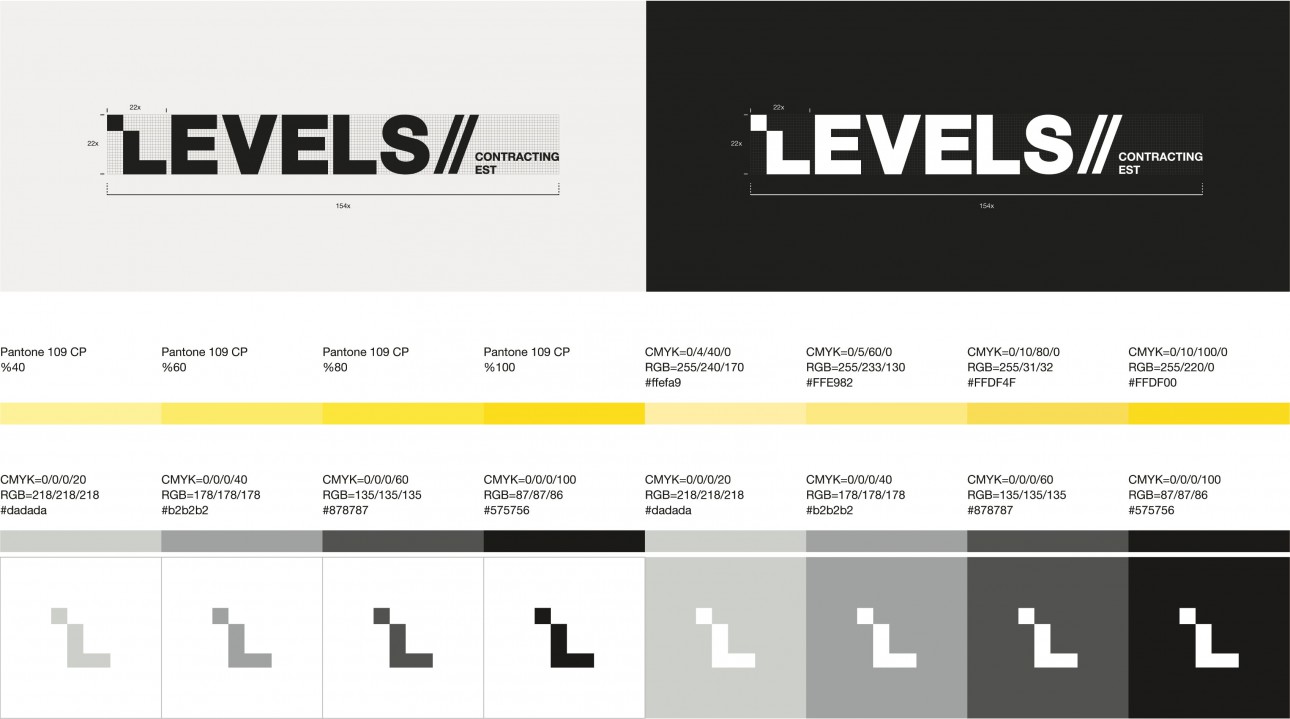 22x
22x
LEVELS//
CONTRACTING
EST
154x
22x
22x
LEVELS//
CONTRACTING
EST
154x
Pantone 109 CP
%40
Pantone 109 CP
%60
Pantone 109 CP
%80
Pantone 109 CP
%100
CMYK=0/4/40/0
RGB=255/240/170
#ffefa9
CMYK=0/5/60/0
RGB=255/233/130
#FFE982
CMYK=0/10/80/0
RGB=255/31/32
#FFDF4F
CMYK=0/10/100/0
RGB=255/220/0
#FFDF00
CMYK=0/0/0/20
RGB=218/218/218
#dadada
CMYK=0/0/0/40
RGB=178/178/178
#b2b2b2
CMYK=0/0/0/60
RGB=135/135/135
#878787
CMYK=0/0/0/100
RGB=87/87/86
#575756
CMYK=0/0/0/20
RGB=218/218/218
#dadada
CMYK=0/0/0/40
RGB=178/178/178
#b2b2b2
CMYK=0/0/0/60
RGB=135/135/135
#878787
CMYK=0/0/0/100
RGB=87/87/86
#575756